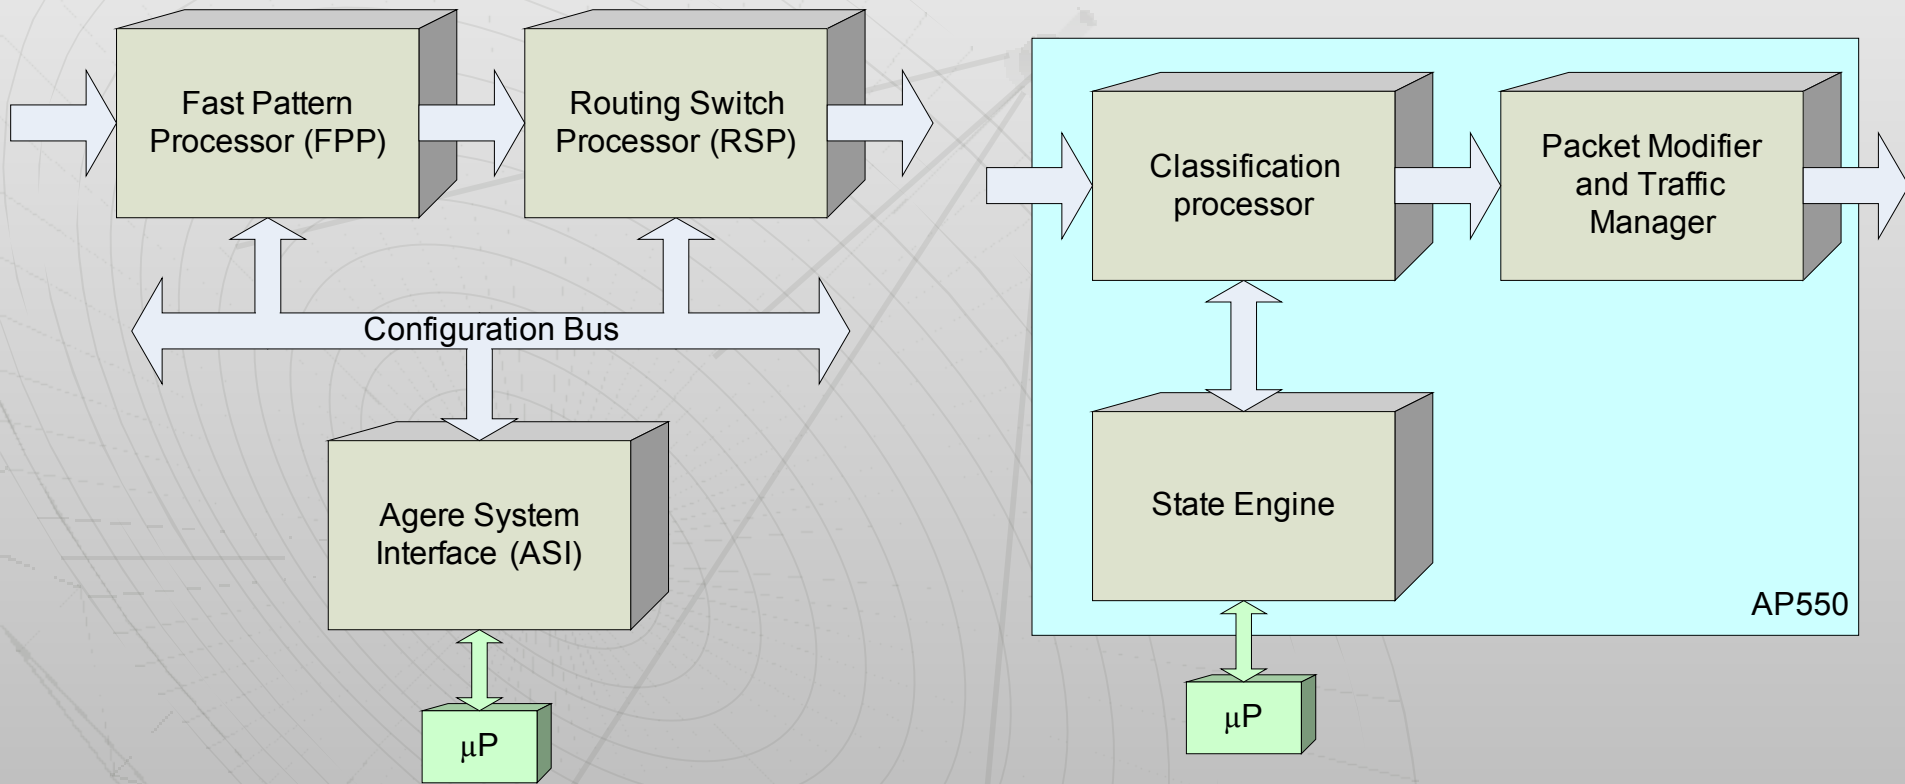 Fast Pattern
Processor (FPP)
Routing Switch
Processor (RSP)
Configuration Bus
Agere System
Interface (ASI)
μP
Classification
processor
Packet Modifier
and Traffic
Manager
State Engine
AP550
μP